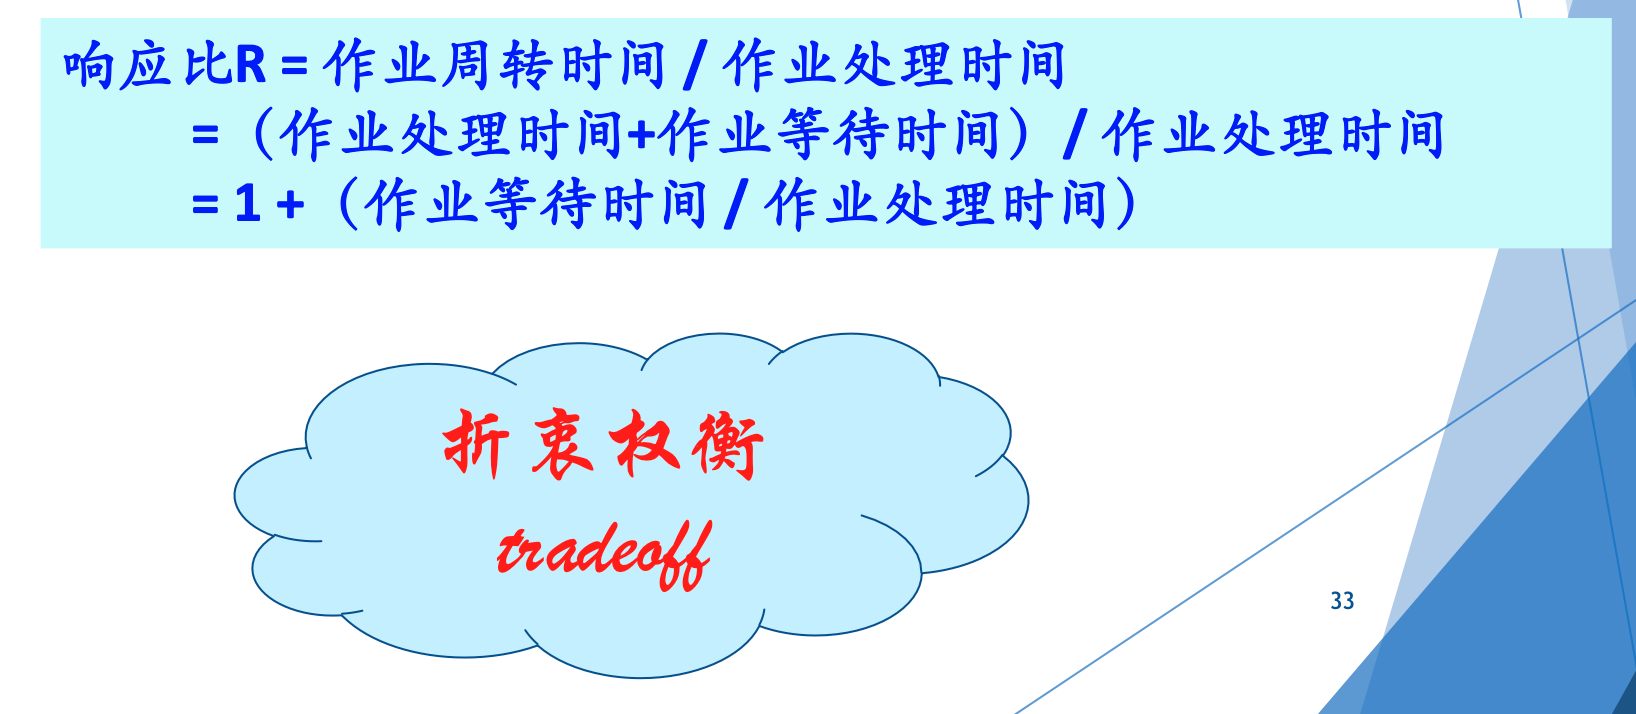 响应比R = 作业周转时间 / 作业处理时间
=（作业处理时间+作业等待时间）/ 作业处理时间
= 1 +（作业等待时间 / 作业处理时间）
折衷权衡
tradeoff
33